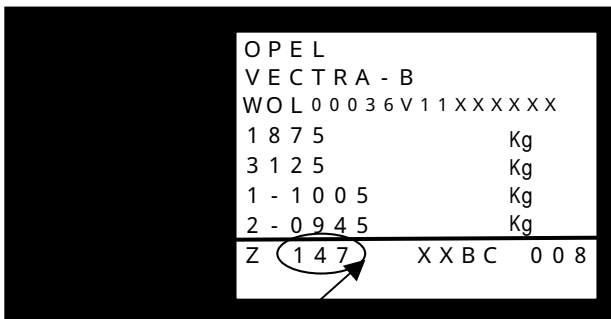 OPEL
VECTRA-B
WOL00036V11XXXXXX
1875 Kg
3125 Kg
1-1005 Kg
2-0945 Kg
Z 147 XXBC 008